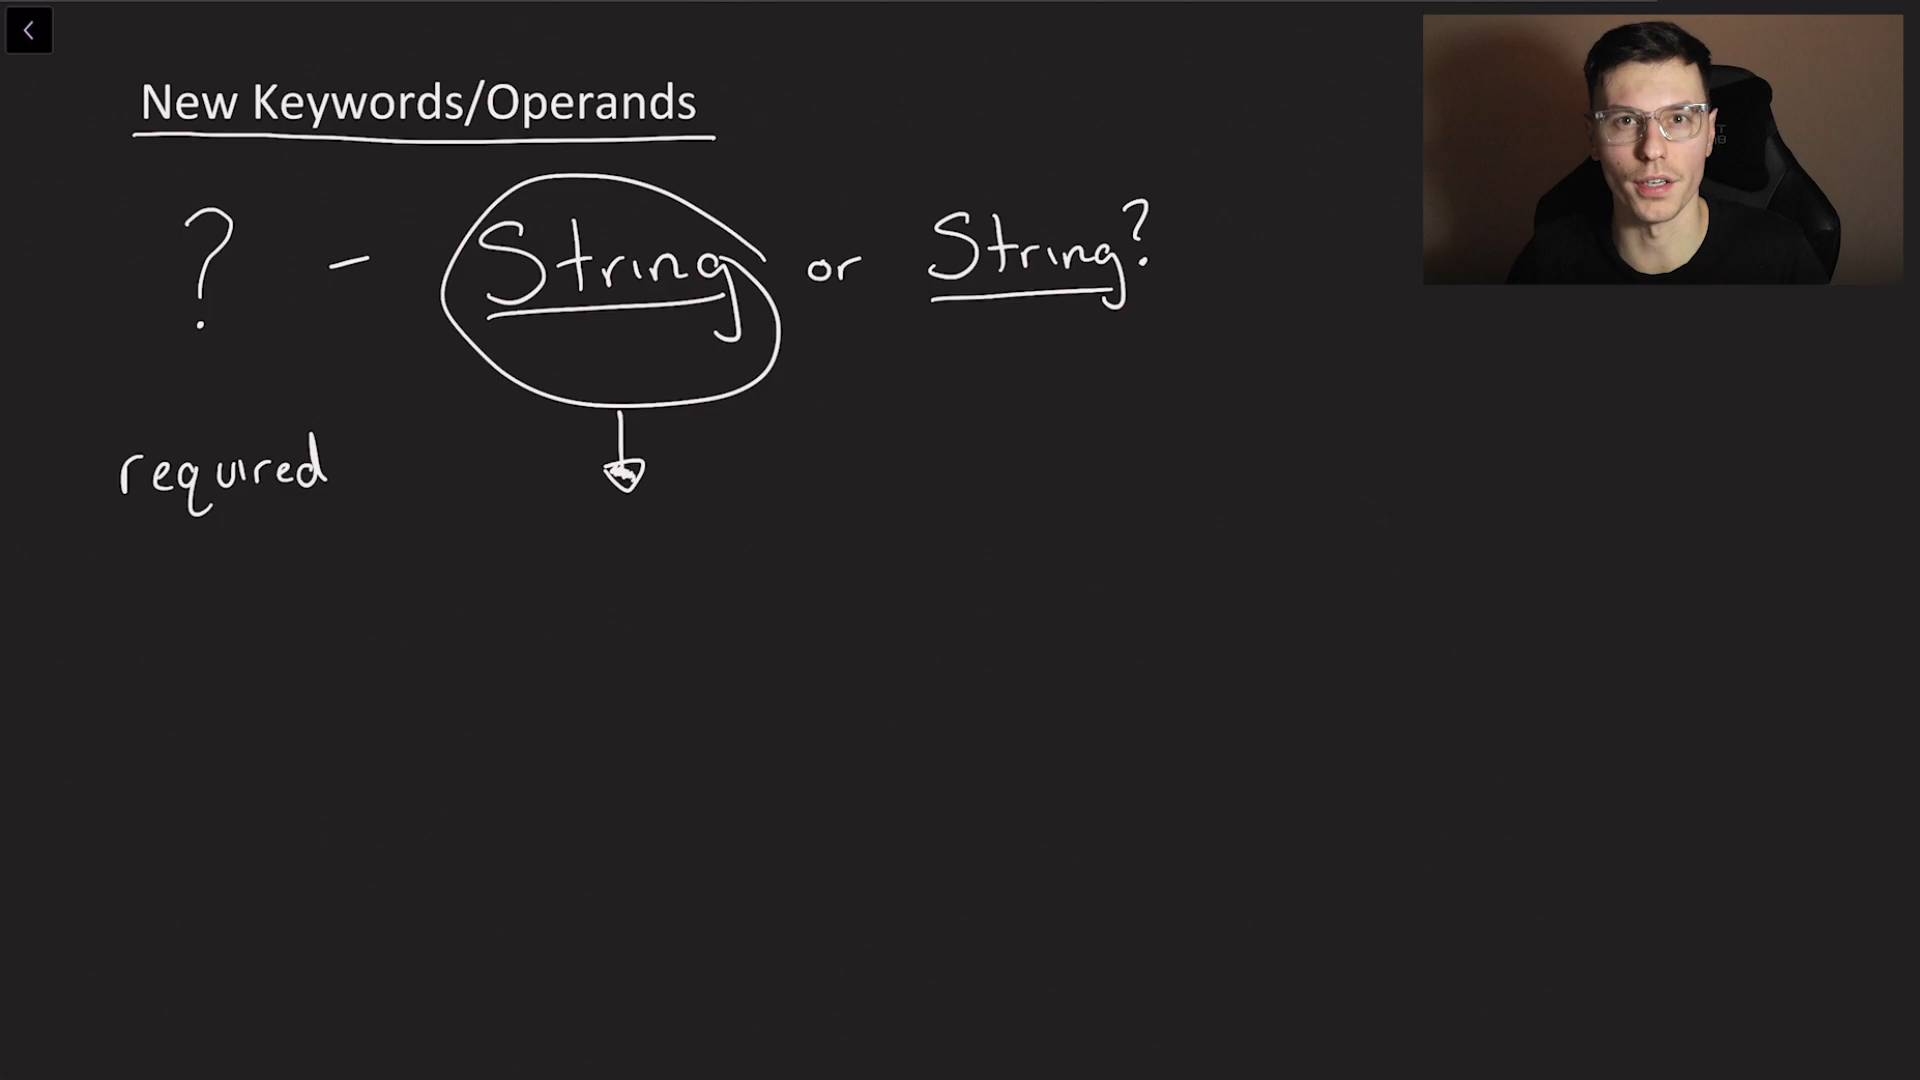 New Keywords/Operands
? - String or String?
required